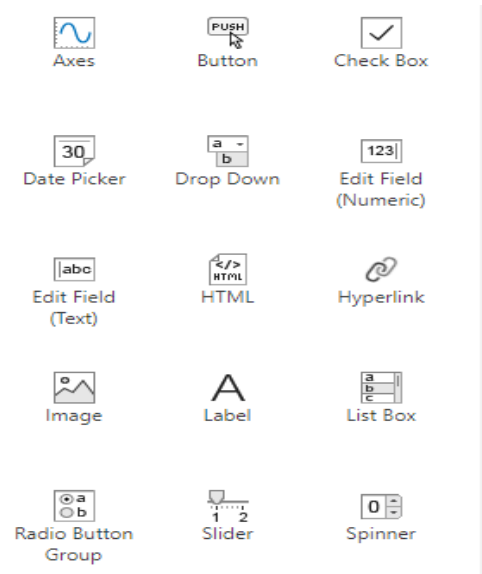 Axes
PUSH
Button
Check Box
30
Date Picker
a
b
Drop Down
123
Edit Field
(Numeric)
abc
Edit Field
(Text)
</>
HTML
HTML
Hyperlink
Image
A
Label
a
b
c
List Box
a
b
Radio Button
Group
1 2
Slider
0
Spinner